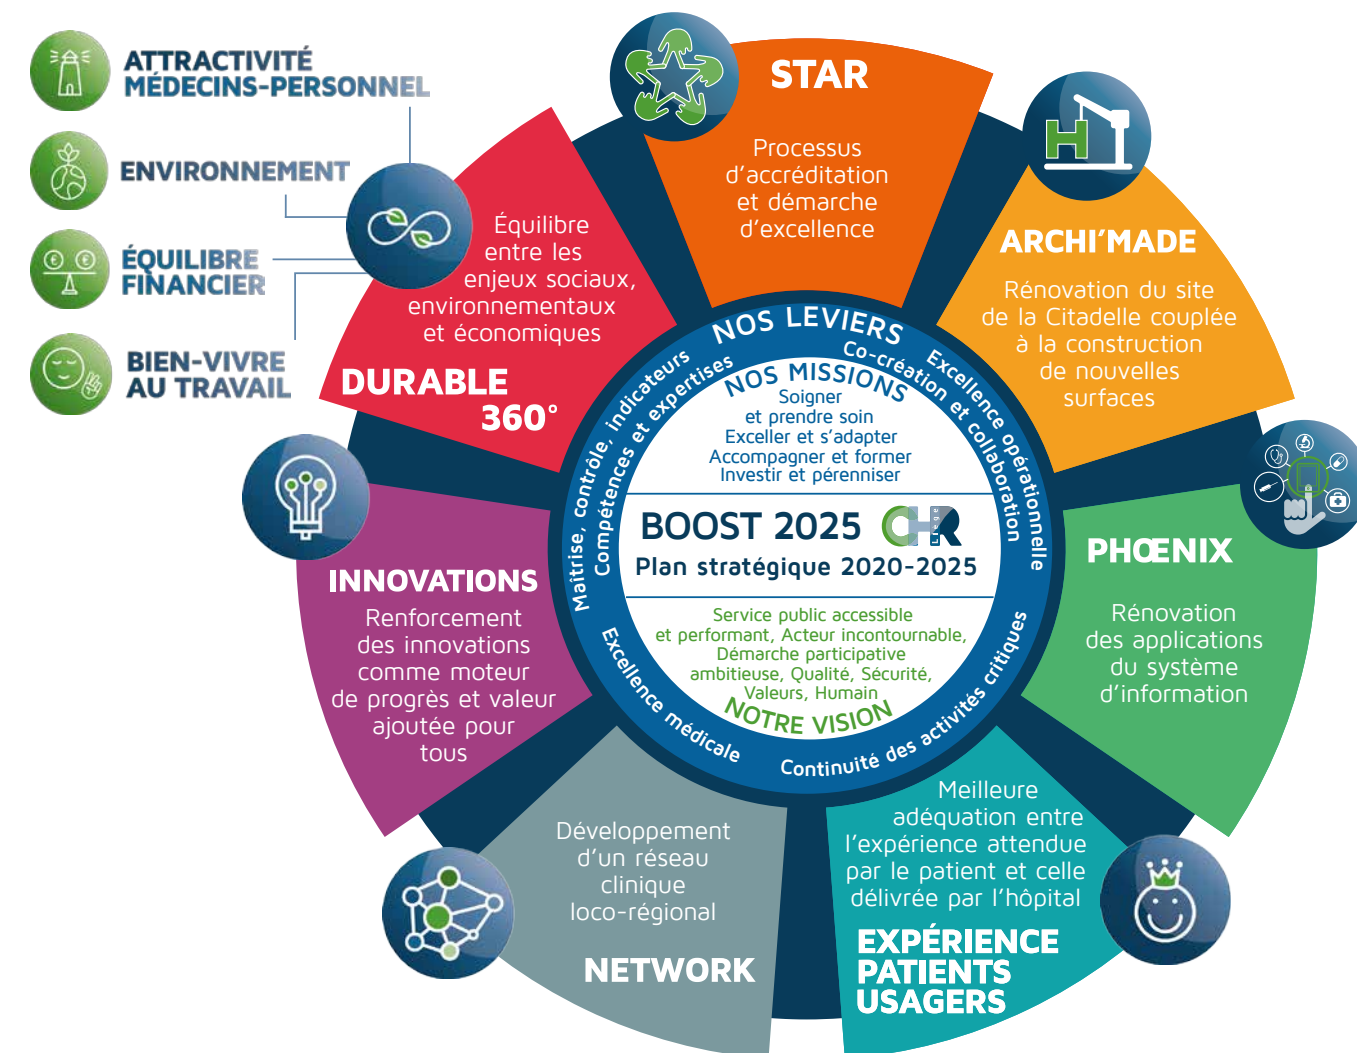 ATTRACTIVITÉ
MÉDECINS-PERSONNEL
ENVIRONNEMENT
ÉQUILIBRE
FINANCIER
BIEN-VIVRE
AU TRAVAIL
STAR
Processus
d'accréditation
et démarche
d'excellence
ARCHI'MADE
Rénovation du site
de la Citadelle couplée
à la construction
de nouvelles
surfaces
PHŒNIX
Rénovation
des applications
du système
d'information
Meilleure
adéquation entre
l'expérience attendue
par le patient et celle
délivrée par l'hôpital
EXPÉRIENCE
PATIENTS
USAGERS
Développement
d'un réseau
clinique
loco-régional
NETWORK
INNOVATIONS
Renforcement
des innovations
comme moteur
de progrès et valeur
ajoutée pour
tous
Équilibre
entre les
enjeux sociaux,
environnementaux
et économiques
DURABLE
360°
NOS LEVIERS
Maîtrise, contrôle, indicateurs
Compétences et expertises
Co-création et collaboration
Excellence opérationnelle
Excellence médicale
Continuité des activités critiques
NOS MISSIONS
Soigner
et prendre soin
Exceller et s'adapter
Accompagner et former
Investir et pérenniser
BOOST 2025 CHR Liège
Plan stratégique 2020-2025
Service public accessible
et performant, Acteur incontournable,
Démarche participative
ambitieuse, Qualité, Sécurité,
Valeurs, Humain
NOTRE VISION
H
€ €